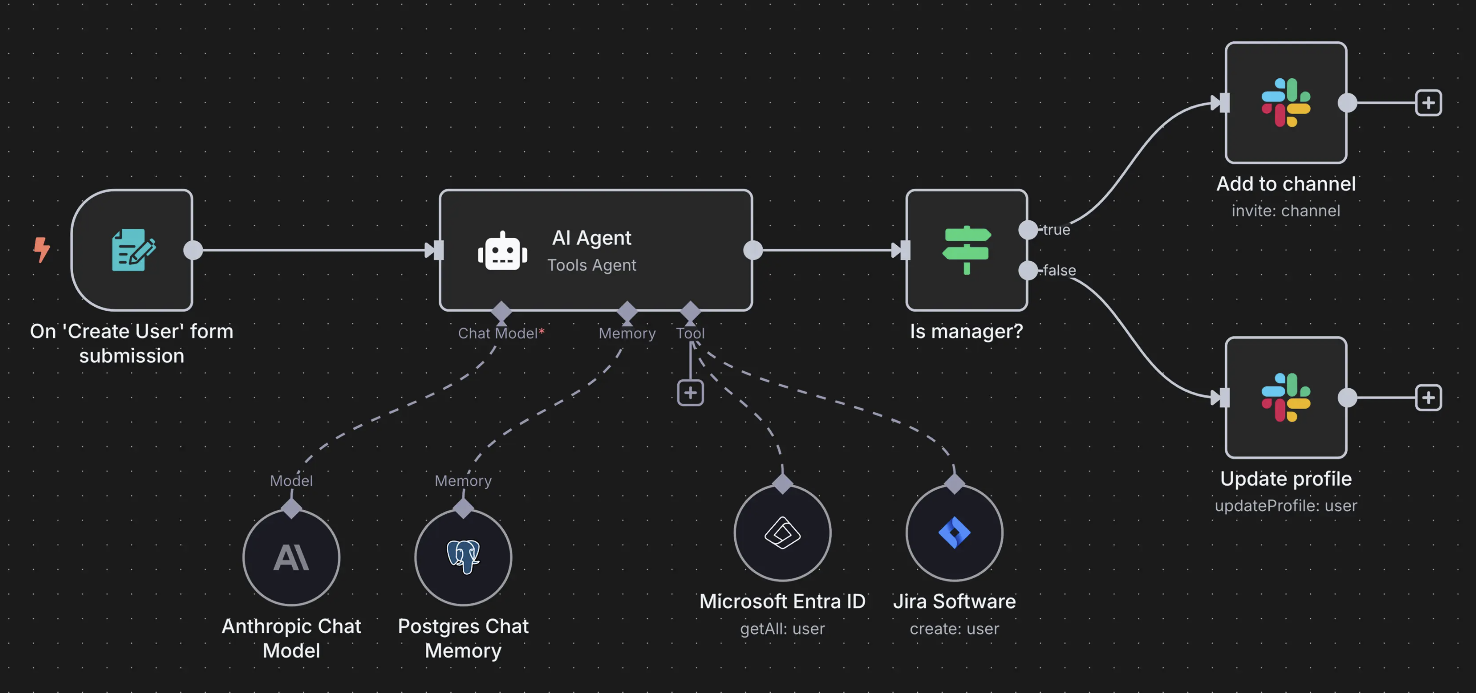 Add to channel
invite: channel
AI Agent
Tools Agent
true
false
On 'Create User' form
submission
Chat Model*
Memory
Tool
Is manager?
Model
Memory
Update profile
updateProfile: user
Microsoft Entra ID
getAll: user
Jira Software
create: user
Anthropic Chat
Model
Postgres Chat
Memory